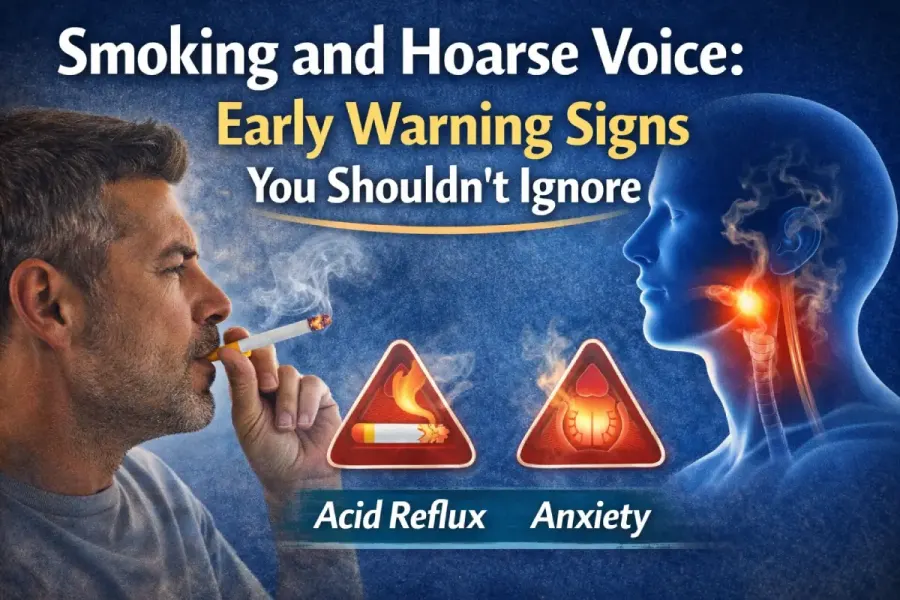 Smoking and Hoarse Voice:
Early Warning Signs
You Shouldn't Ignore
Acid Reflux
Anxiety